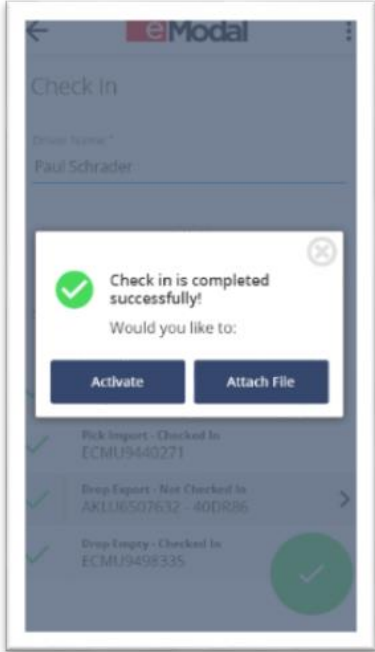 eModal
Check In
Driver Name *
Paul Schrader
Check in is completed
successfully!
Would you like to:
Activate
Attach File
Pick Import - Checked In
ECMU9440271
Drop Export - Not Checked In
AKLU6507632 - 40DR86
Drop Empty - Checked In
ECMU9498335